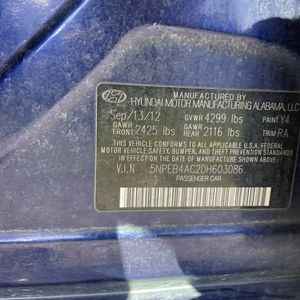 HYUNDAI MOTOR MANUFACTURING ALABAMA, LLC
Sep/13/12 GVWR 4299 lbs PAINT Y4
GAWR FRONT 2425 lbs GAWR REAR 2116 lbs TRIM RA
THIS VEHICLE CONFORMS TO ALL APPLICABLE
FEDERAL MOTOR VEHICLE SAFETY, BUMPER, AND
THEFT PREVENTION STANDARDS IN EFFECT ON
THE DATE OF MANUFACTURE SHOWN ABOVE.
V.I.N 5NPEB4AC2DH603086
PASSENGER CAR